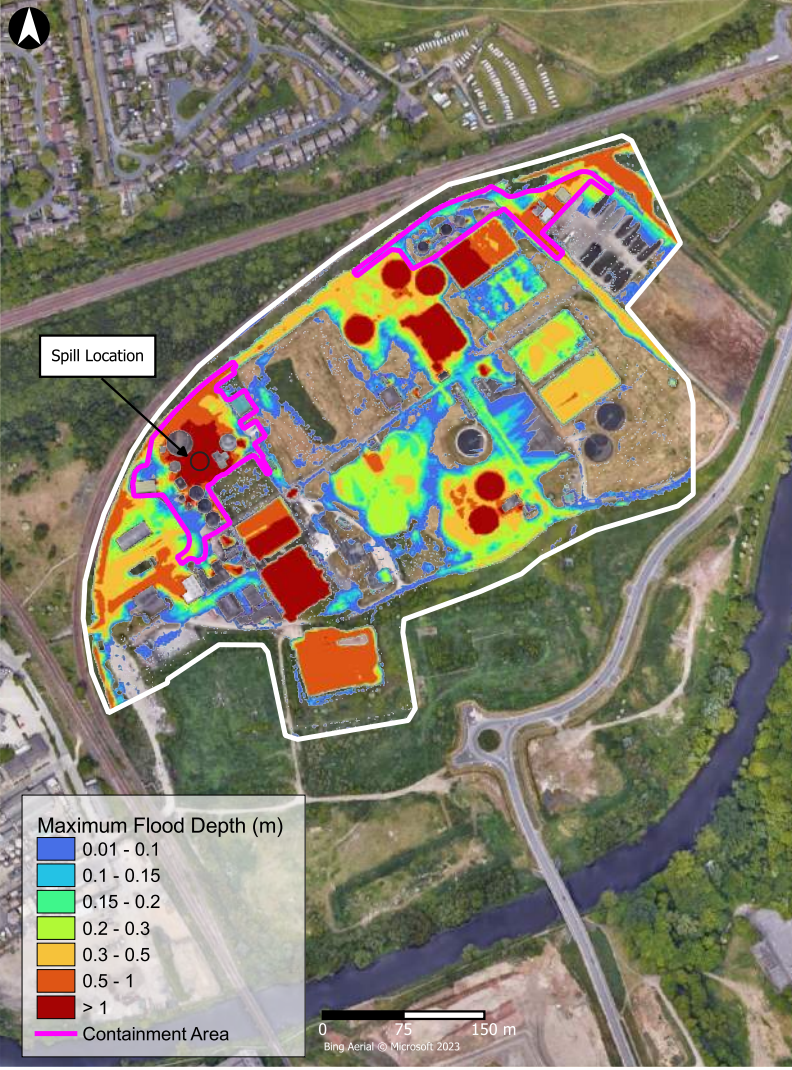 Spill Location
Maximum Flood Depth (m)
0.01 - 0.1
0.1 - 0.15
0.15 - 0.2
0.2 - 0.3
0.3 - 0.5
0.5 - 1
> 1
Containment Area
0 75 150 m
Bing Aerial © Microsoft 2023